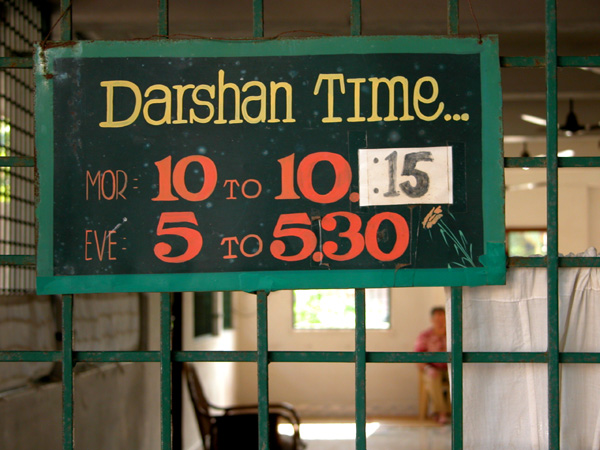 Darshan Time...
MOR:- 10 TO 10.:15
EVE:- 5 TO 5.30